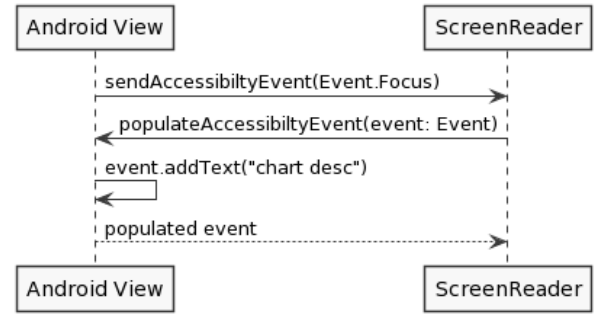 Android View
ScreenReader
sendAccessibiltyEvent(Event.Focus)
populateAccessibiltyEvent(event: Event)
event.addText("chart desc")
populated event
Android View
ScreenReader